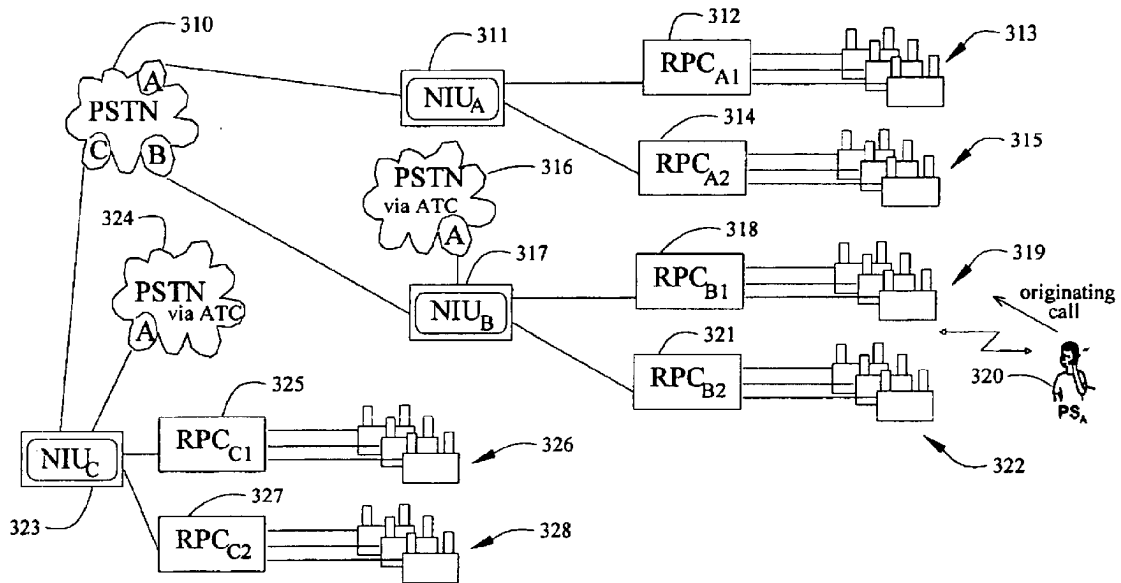 310
311
312
313
A
PSTN
C
B
NIU_A
RPC_A1
314
315
RPC_A2
316
PSTN
via ATC
A
324
PSTN
via ATC
A
317
NIU_B
318
319
RPC_B1
originating
call
321
RPC_B2
320
PS_A
322
325
RPC_C1
326
NIU_C
323
327
RPC_C2
328